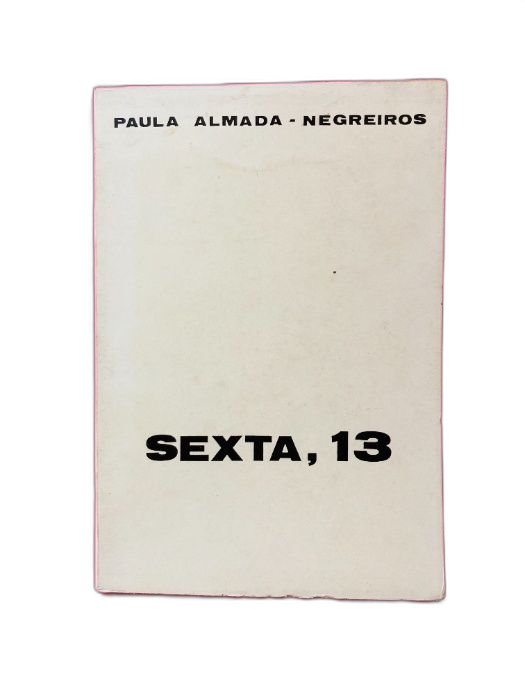 PAULA ALMADA - NEGREIROS
SEXTA, 13